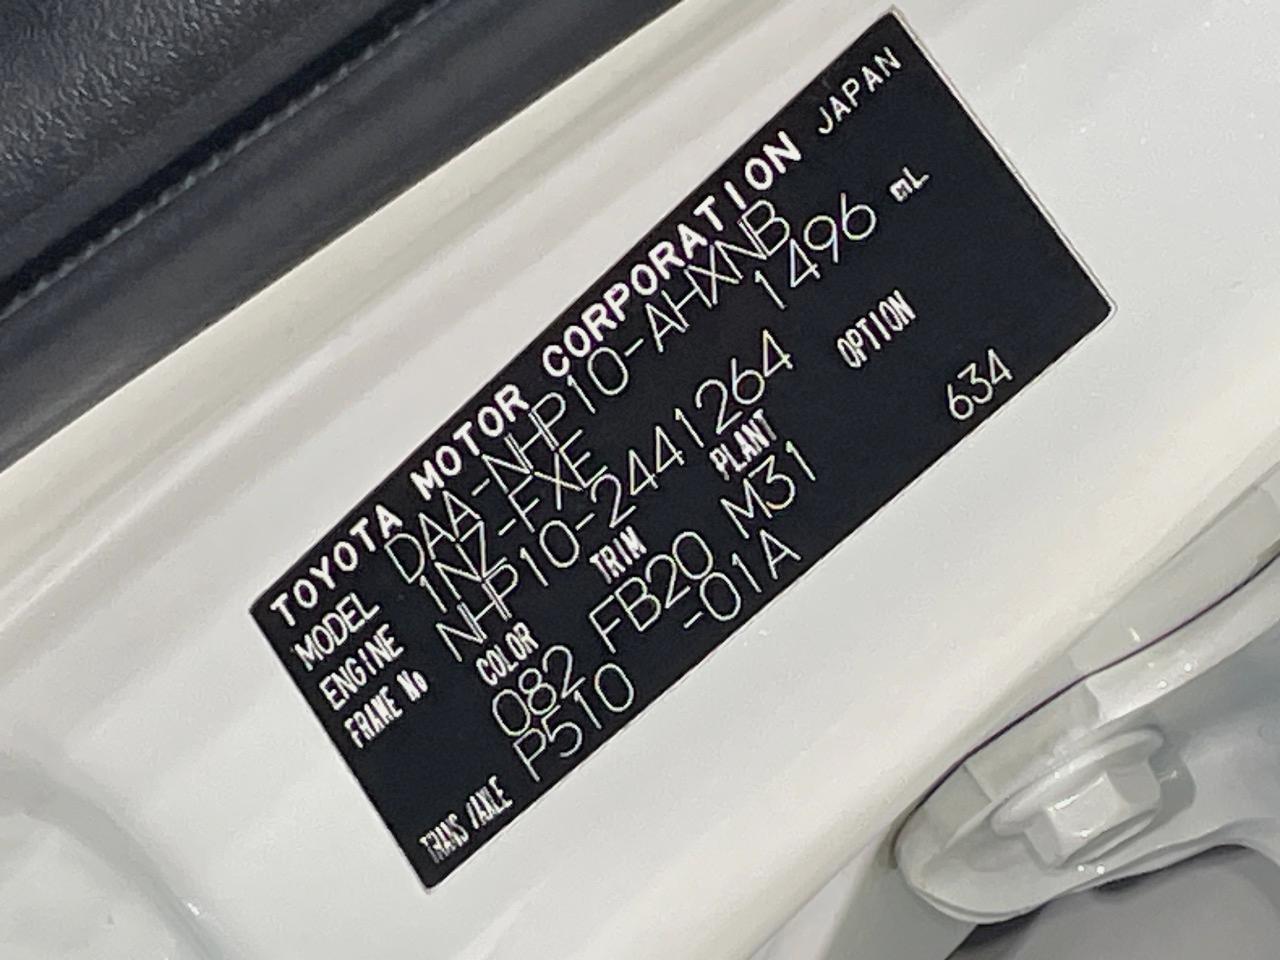 TOYOTA MOTOR CORPORATION JAPAN
MODEL DAA-NHP10-AHXNB
ENGINE 1NZ-FXE 1496 mL
FRAME No NHP10-2441264
COLOR TRIM PLANT OPTION
082 FB20 M31 634
TRANS/AXLE P510 -01A